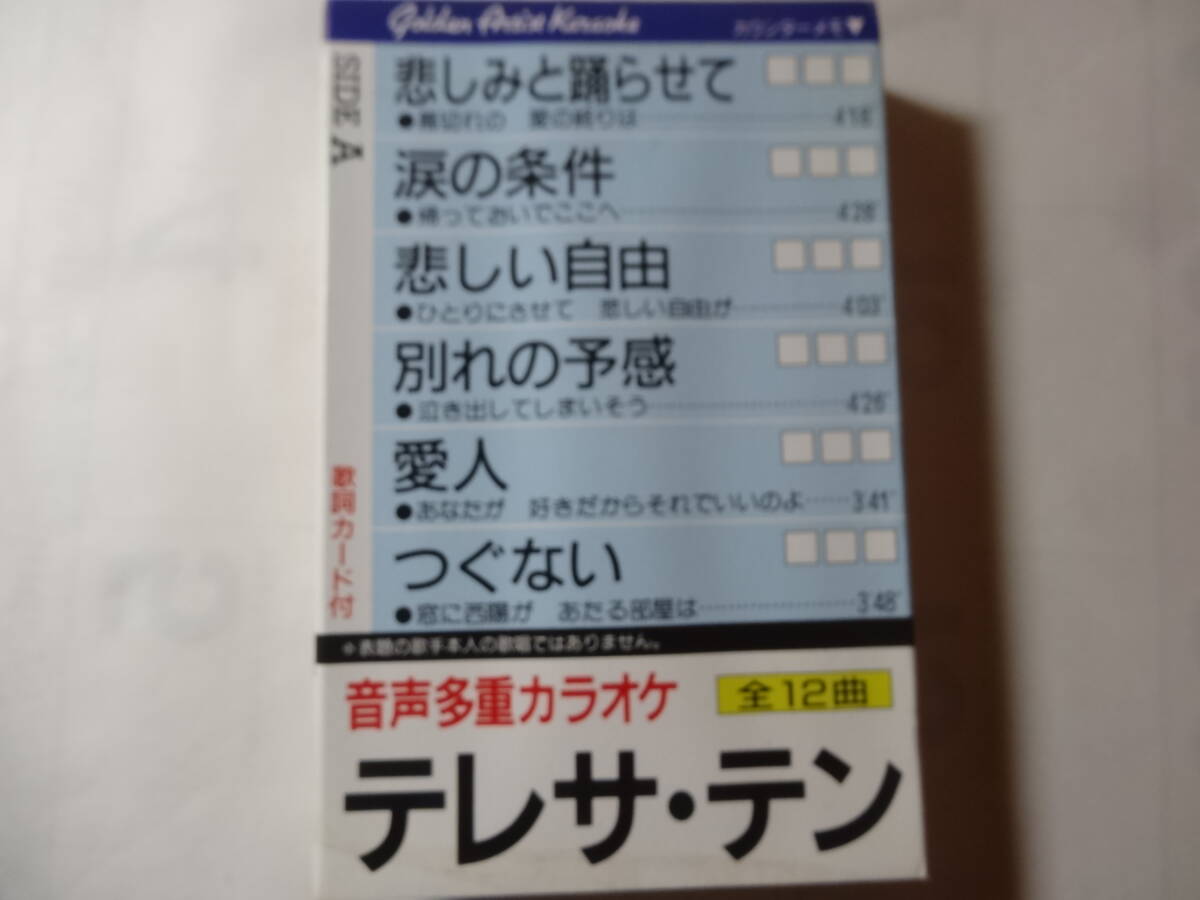 Golden Artist Karaoke カウンターメモ▼
SIDE A
悲しみと踊らせて
●幕切れの 愛の終りは 4'18"
涙の条件
●帰っておいでここへ 4'28"
悲しい自由
●ひとりにさせて 悲しい自由が 4'03"
別れの予感
●泣き出してしまいそう 4'26"
愛人
●あなたが 好きだからそれでいいのよ 3'41"
つぐない
●窓に西陽が あたる部屋は 3'48"
歌詞カード付
※表題の歌手本人の歌唱ではありません。
音声多重カラオケ 全12曲
テレサ・テン